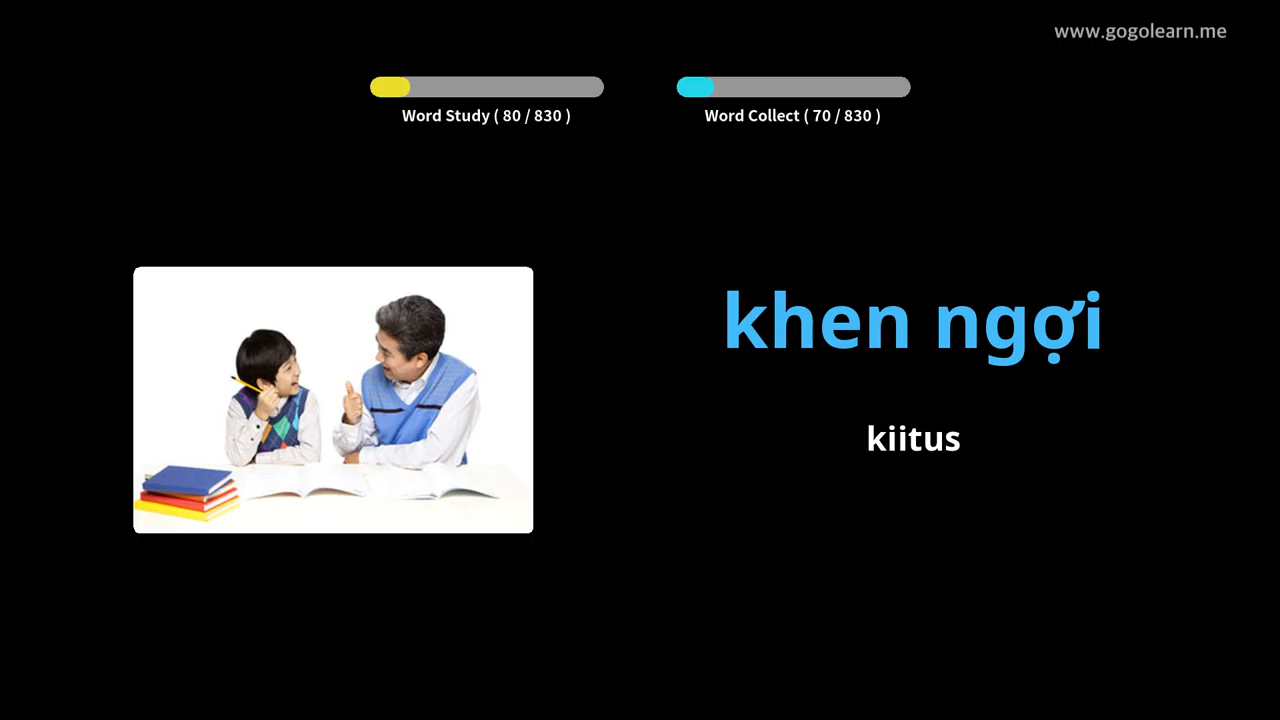 www.gogolearn.me
Word Study ( 80 / 830 )
Word Collect ( 70 / 830 )
khen ngợi
kiitus